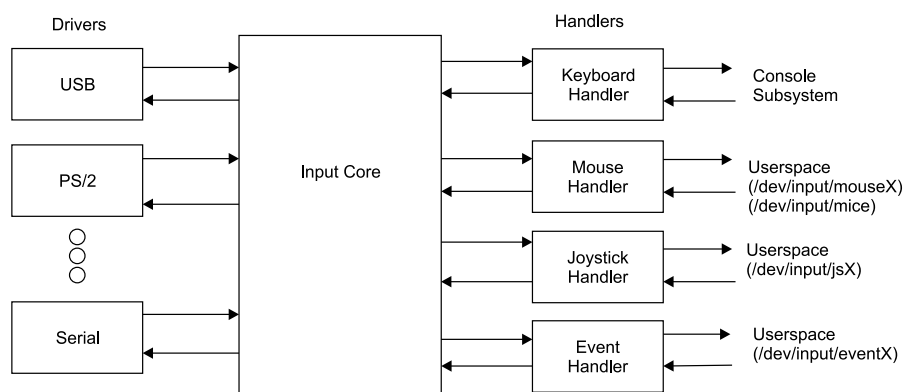 Drivers
Handlers
USB
PS/2
Serial
Input Core
Keyboard
Handler
Console
Subsystem
Mouse
Handler
Userspace
(/dev/input/mouseX)
(/dev/input/mice)
Joystick
Handler
Userspace
(/dev/input/jsX)
Event
Handler
Userspace
(/dev/input/eventX)